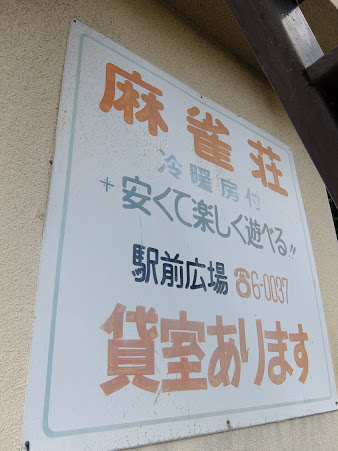 麻雀荘
冷暖房付
安くて楽しく遊べる!!
駅前広場 ☎6-0037
貸室あります